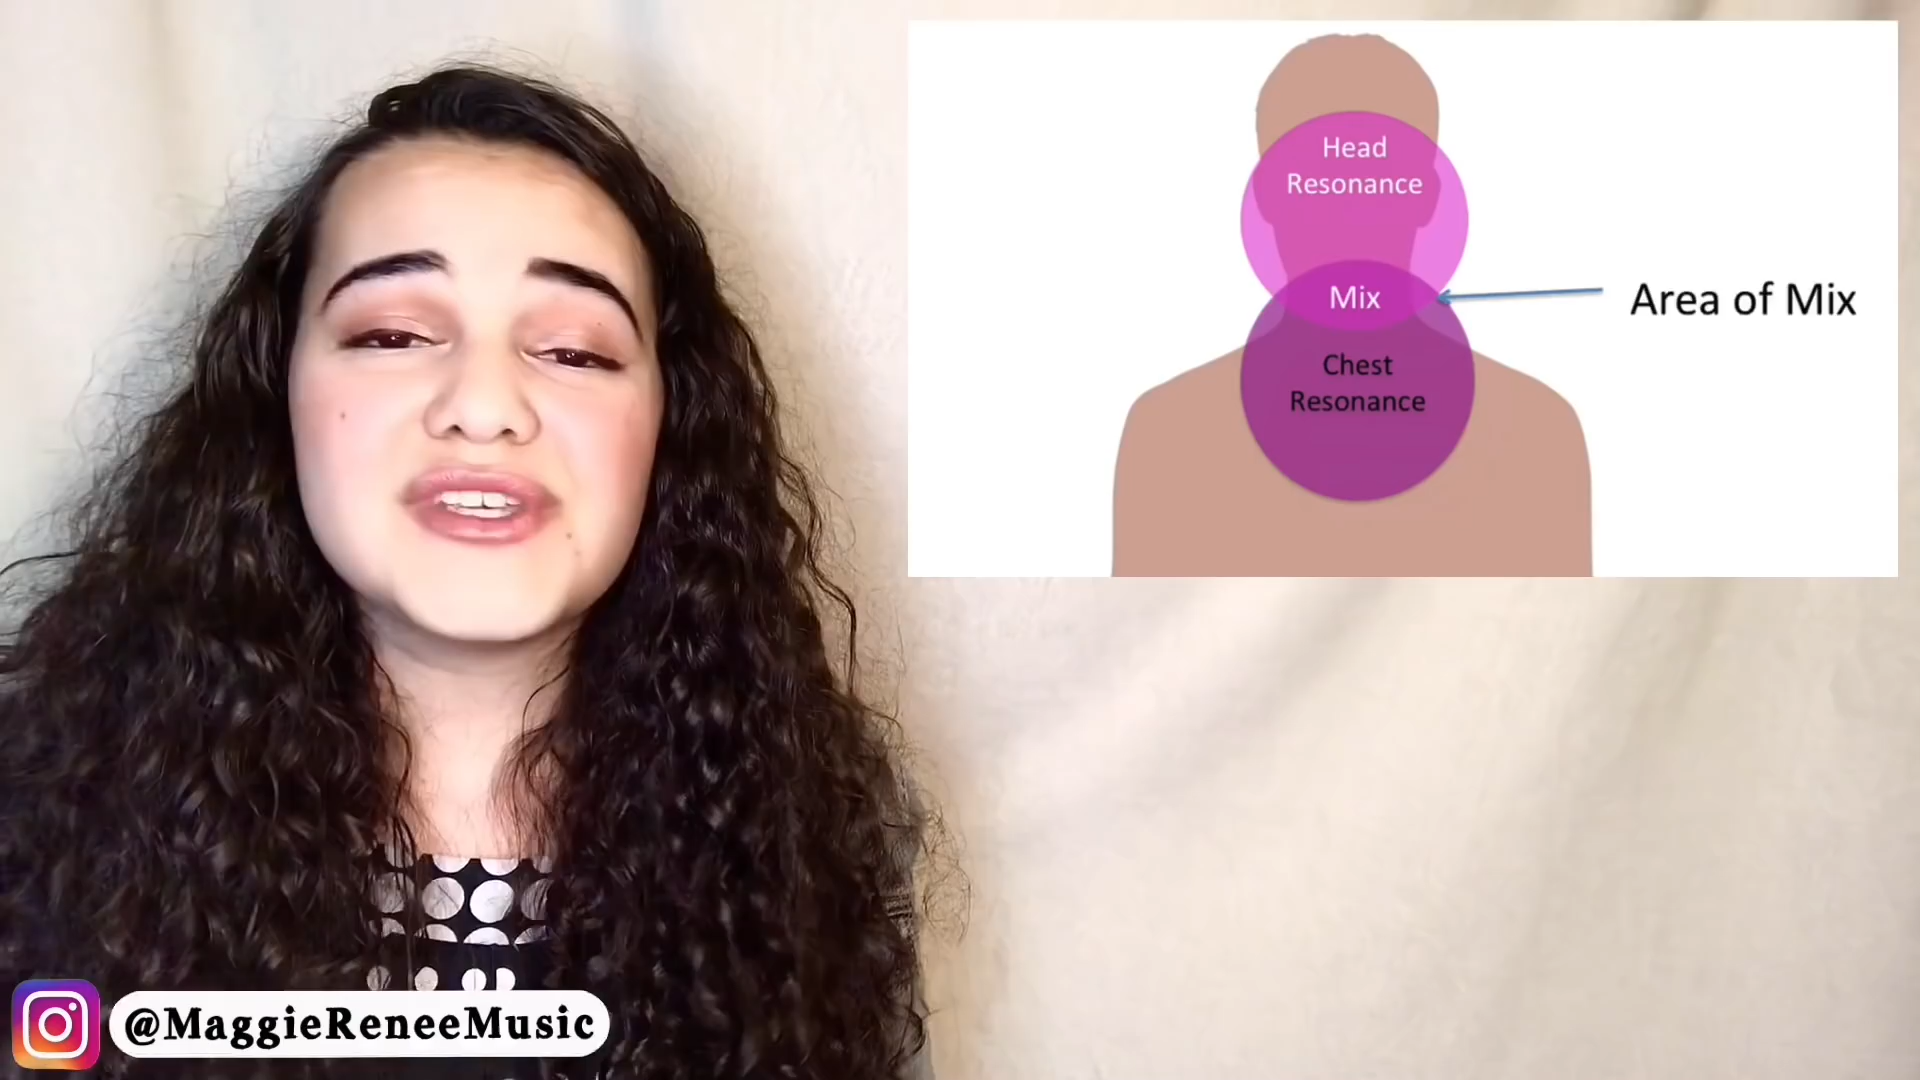 Head
Resonance
Mix
Area of Mix
Chest
Resonance
@MaggieReneeMusic